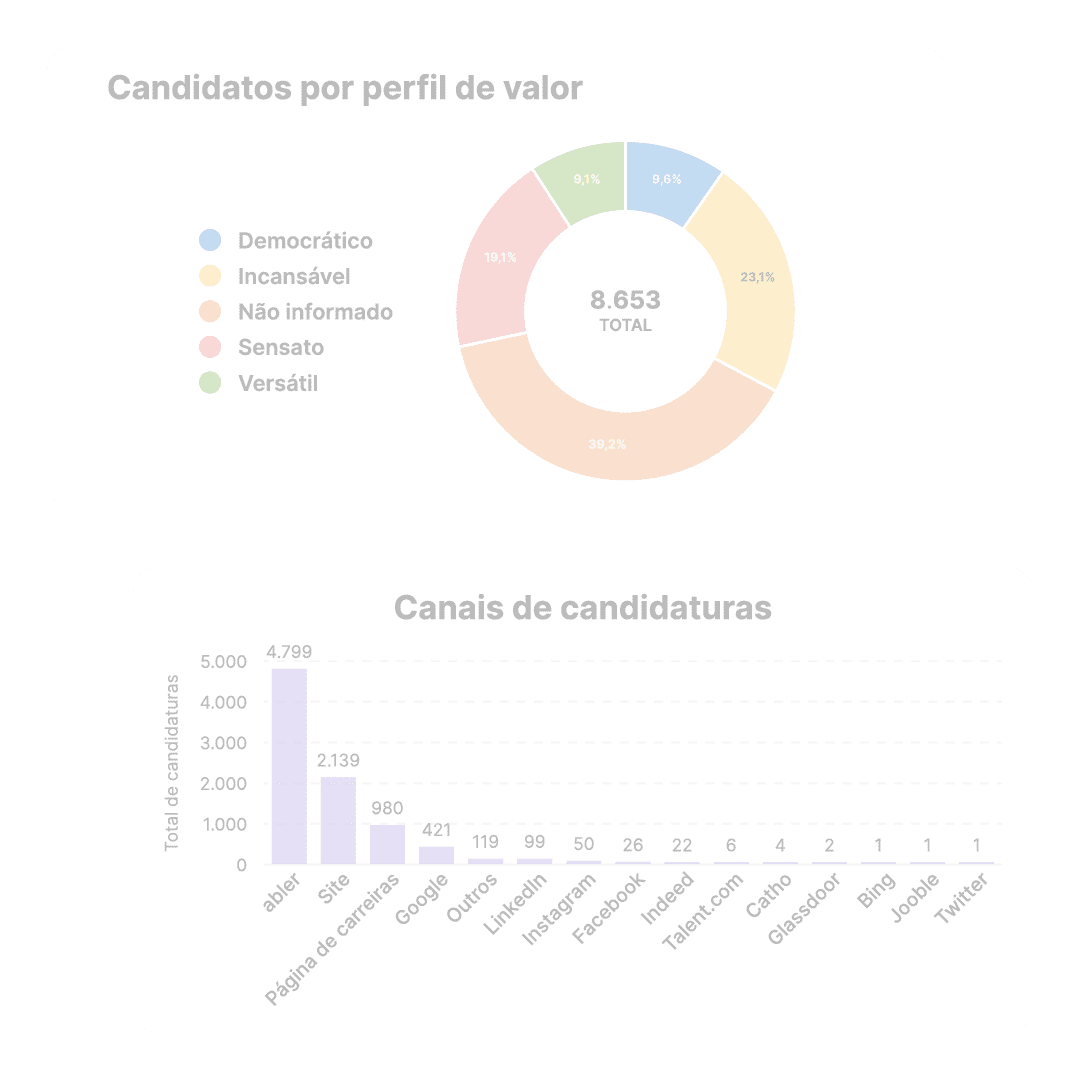 Candidatos por perfil de valor
9,1%
9,6%
19,1%
23,1%
39,2%
Democrático
Incansável
Não informado
Sensato
Versátil
8.653
TOTAL
Canais de candidaturas
Total de candidaturas
5.000
4.000
3.000
2.000
1.000
0
4.799
2.139
980
421
119
99
50
26
22
6
4
2
1
1
1
abler
Site
Página de carreiras
Google
Outros
LinkedIn
Instagram
Facebook
Indeed
Talent.com
Catho
Glassdoor
Bing
Jooble
Twitter